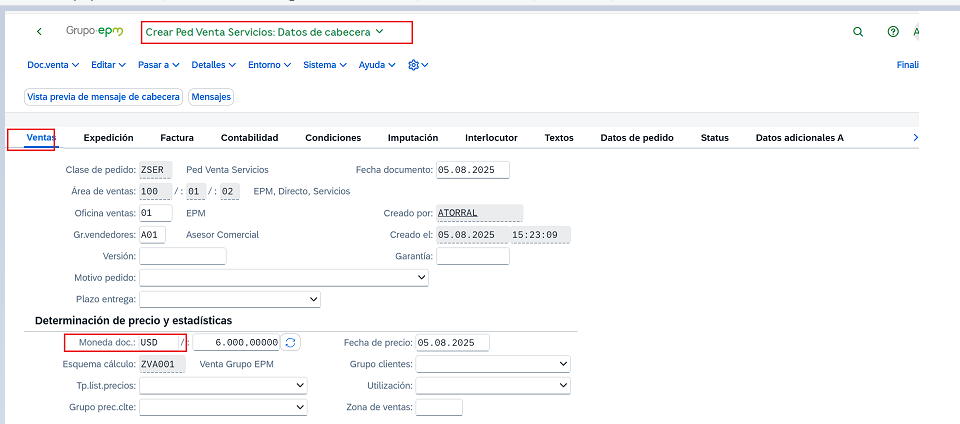 Grupo·epm Crear Ped Venta Servicios: Datos de cabecera
Doc.venta Editar Pasar a Detalles Entorno Sistema Ayuda Finali
Vista previa de mensaje de cabecera Mensajes
Ventas Expedición Factura Contabilidad Condiciones Imputación Interlocutor Textos Datos de pedido Status Datos adicionales A
Clase de pedido: ZSER Ped Venta Servicios Fecha documento: 05.08.2025
Área de ventas: 100 /: 01 /: 02 EPM, Directo, Servicios
Oficina ventas: 01 EPM Creado por: ATORRAL
Gr.vendedores: A01 Asesor Comercial Creado el: 05.08.2025 15:23:09
Versión: Garantía:
Motivo pedido:
Plazo entrega:
Determinación de precio y estadísticas
Moneda doc.: USD /: 6.000,00000 Fecha de precio: 05.08.2025
Esquema cálculo: ZVA001 Venta Grupo EPM Grupo clientes:
Tp.list.precios: Utilización:
Grupo prec.clte: Zona de ventas: